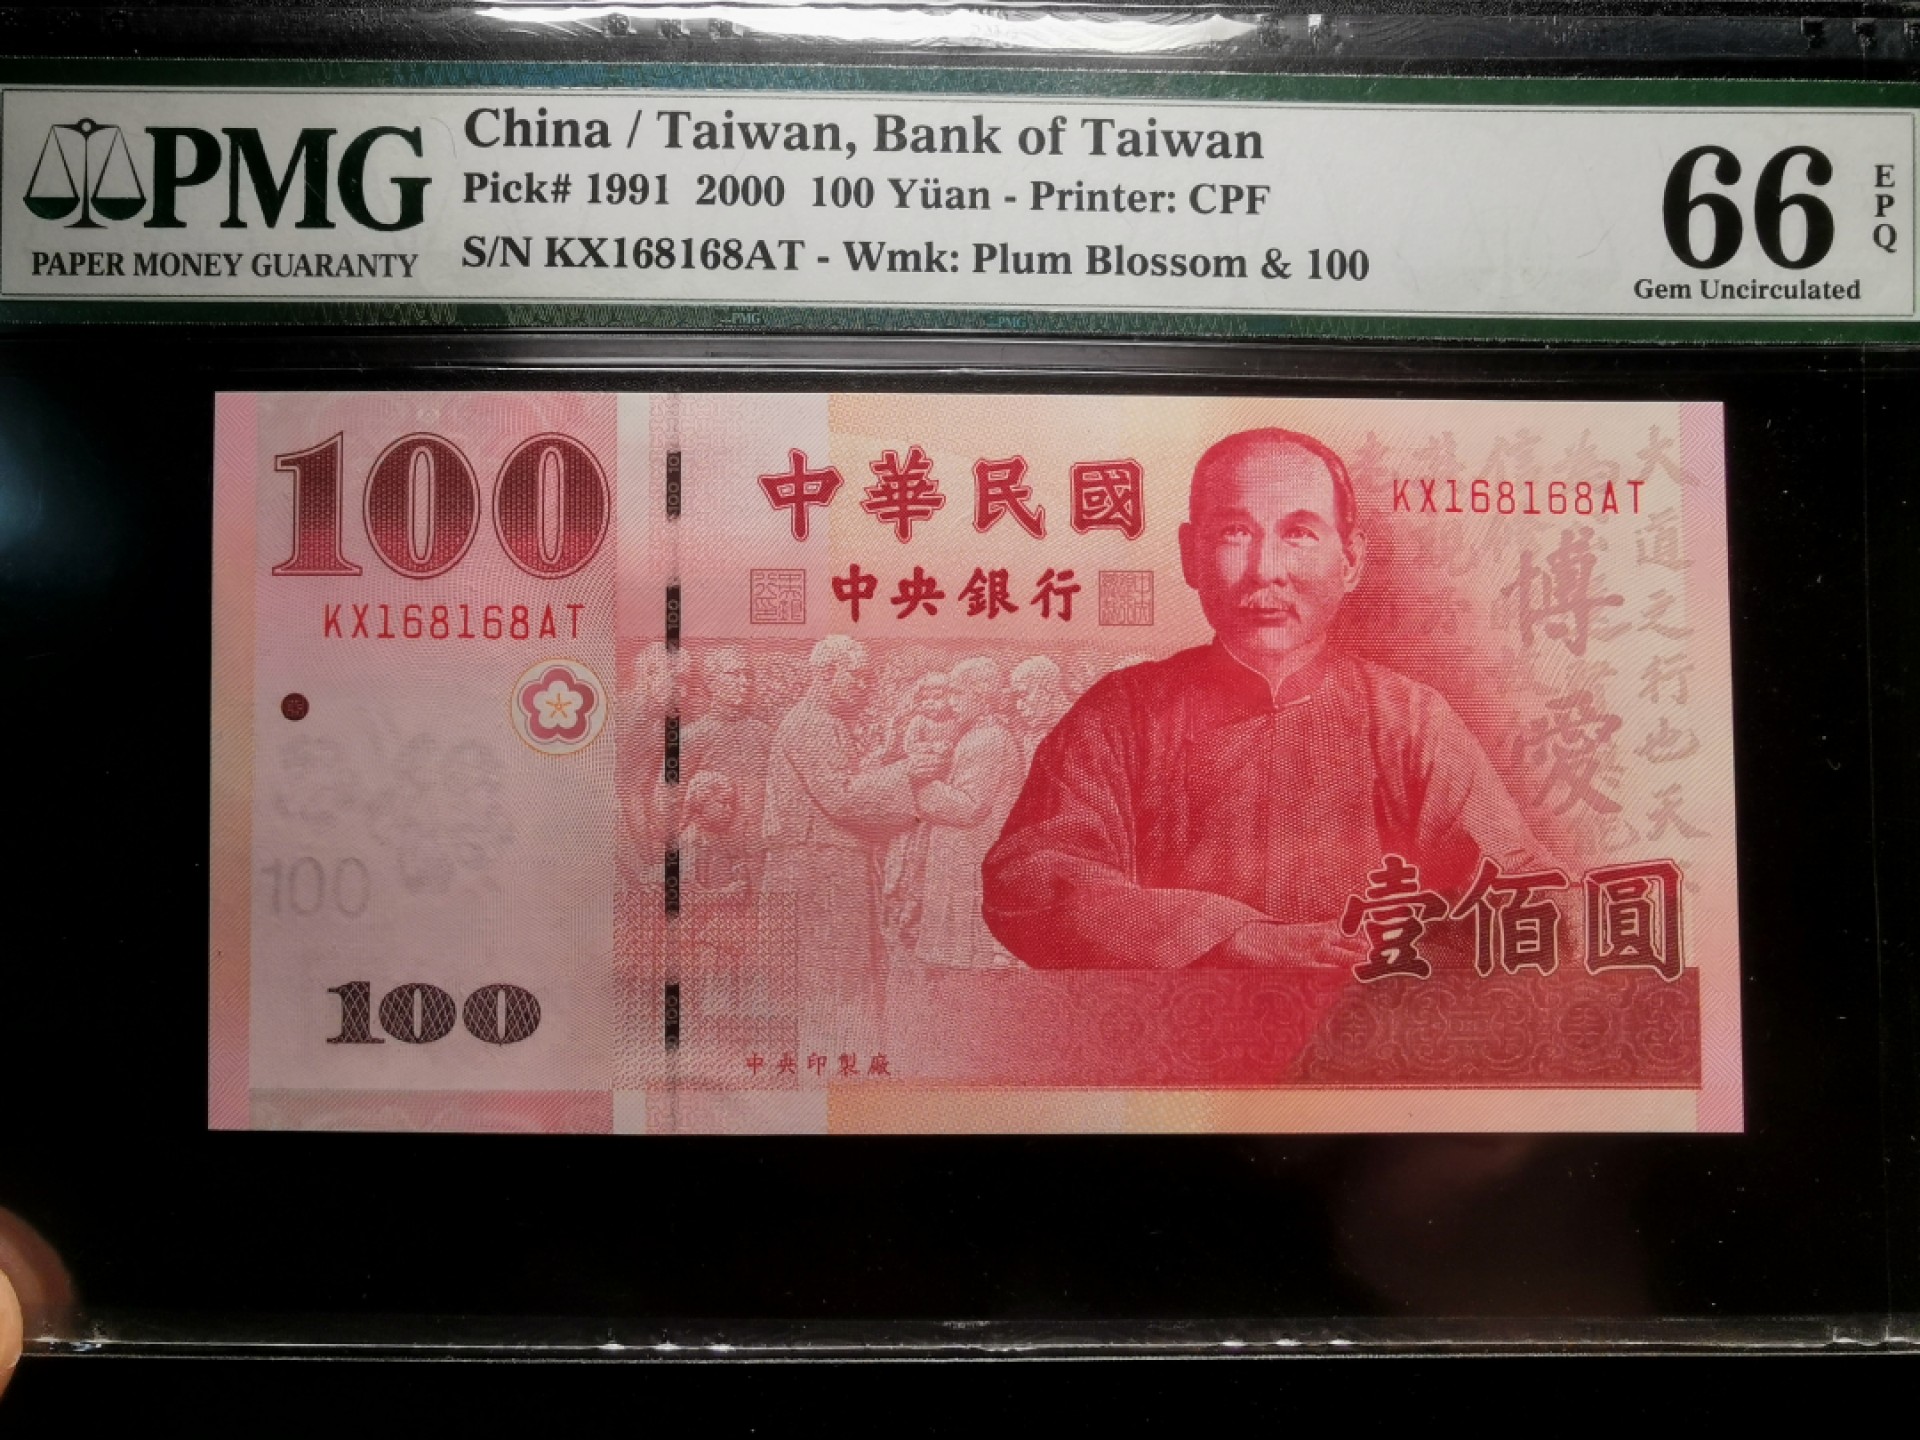 PMG
PAPER MONEY GUARANTY
China / Taiwan, Bank of Taiwan
Pick# 1991 2000 100 Yüan - Printer: CPF
S/N KX168168AT - Wmk: Plum Blossom & 100
66
EPQ
Gem Uncirculated
PMG
PMG
100
KX168168AT
100
100
中華民國
中央銀行
中央印製廠
KX168168AT
博愛
大道之行也天
壹佰圓